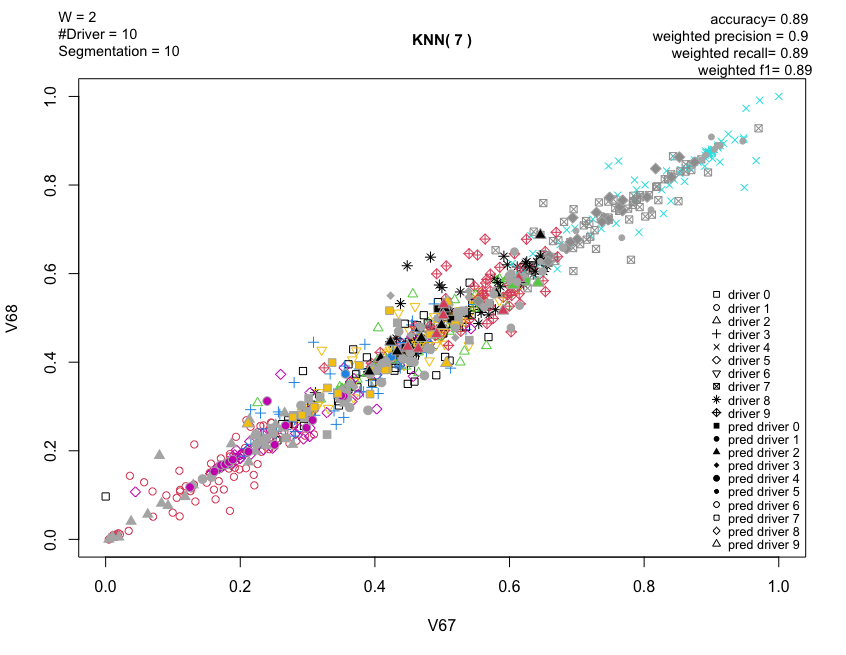 W = 2
#Driver = 10
Segmentation = 10
KNN( 7 )
accuracy= 0.89
weighted precision = 0.9
weighted recall= 0.89
weighted f1= 0.89
1.0
0.8
0.6
0.4
0.2
0.0
V68
driver 0
driver 1
driver 2
driver 3
driver 4
driver 5
driver 6
driver 7
driver 8
driver 9
pred driver 0
pred driver 1
pred driver 2
pred driver 3
pred driver 4
pred driver 5
pred driver 6
pred driver 7
pred driver 8
pred driver 9
0.0 0.2 0.4 0.6 0.8 1.0
V67